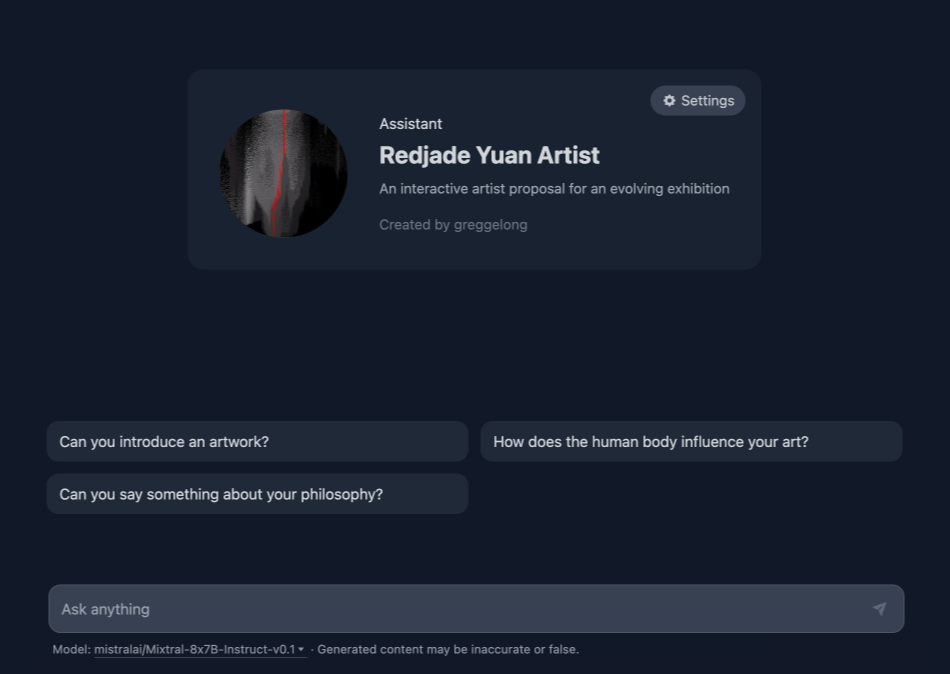 Settings
Assistant
Redjade Yuan Artist
An interactive artist proposal for an evolving exhibition
Created by greggelong
Can you introduce an artwork?
How does the human body influence your art?
Can you say something about your philosophy?
Ask anything
Model: mistralai/Mixtral-8x7B-Instruct-v0.1 · Generated content may be inaccurate or false.